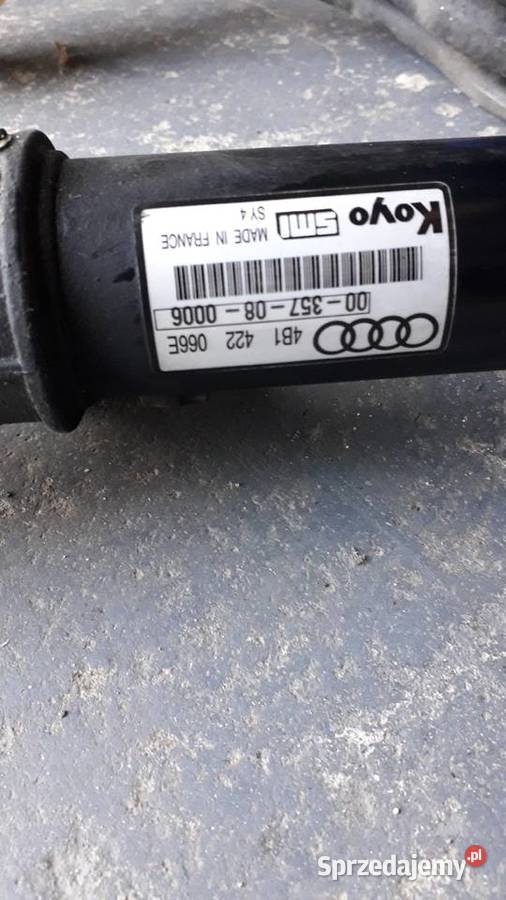 Koyo SMI
MADE IN FRANCE
SY 4
00-357-08-0006
4B1 422 066E
Sprzedajemy.pl